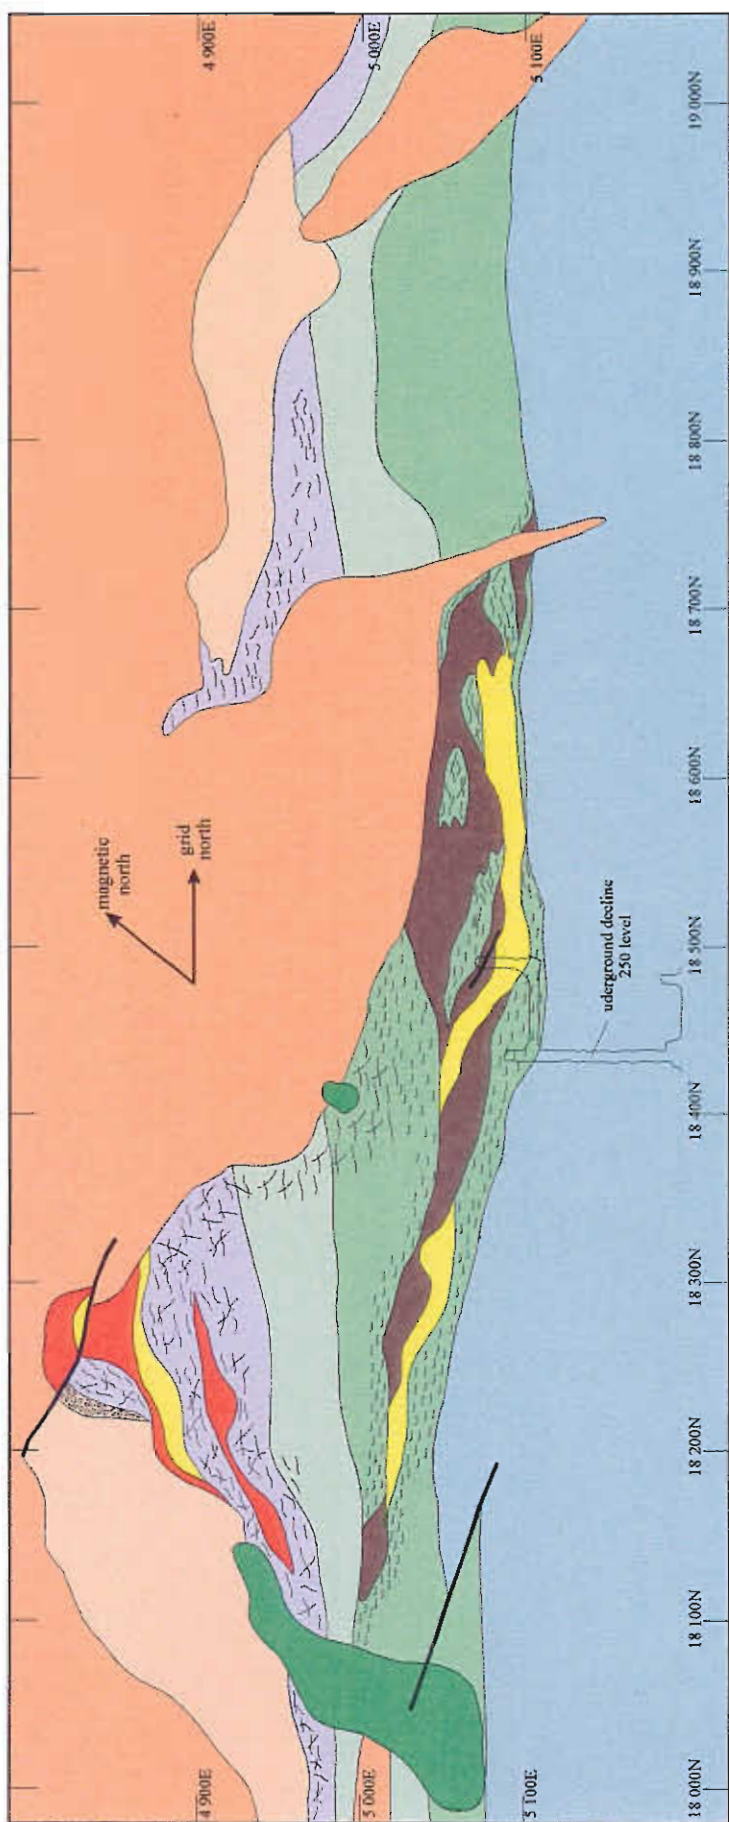 4 900E
5 000E
5 100E
19 000N
18 900N
18 800N
18 700N
18 600N
magnetic
north
grid
north
18 500N
uderground decline
250 level
18 400N
18 300N
18 200N
18 100N
4 900E
5 000E
5 100E
18 000N